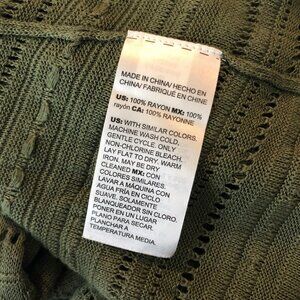 MADE IN CHINA/ HECHO EN
CHINA/ FABRIQUÉ EN CHINE
US: 100% RAYON MX: 100%
rayón CA: 100% RAYONNE
US: WITH SIMILAR COLORS.
MACHINE WASH COLD.
GENTLE CYCLE. ONLY
NON-CHLORINE BLEACH.
LAY FLAT TO DRY. WARM
IRON. MAY BE DRY
CLEANED MX: CON
COLORES SIMILARES.
LAVAR A MÁQUINA CON
AGUA FRÍA EN CICLO
SUAVE. SOLAMENTE
BLANQUEADOR SIN CLORO.
PONER EN UN LUGAR
PLANO PARA SECAR.
PLANCHAR A
TEMPERATURA MEDIA.